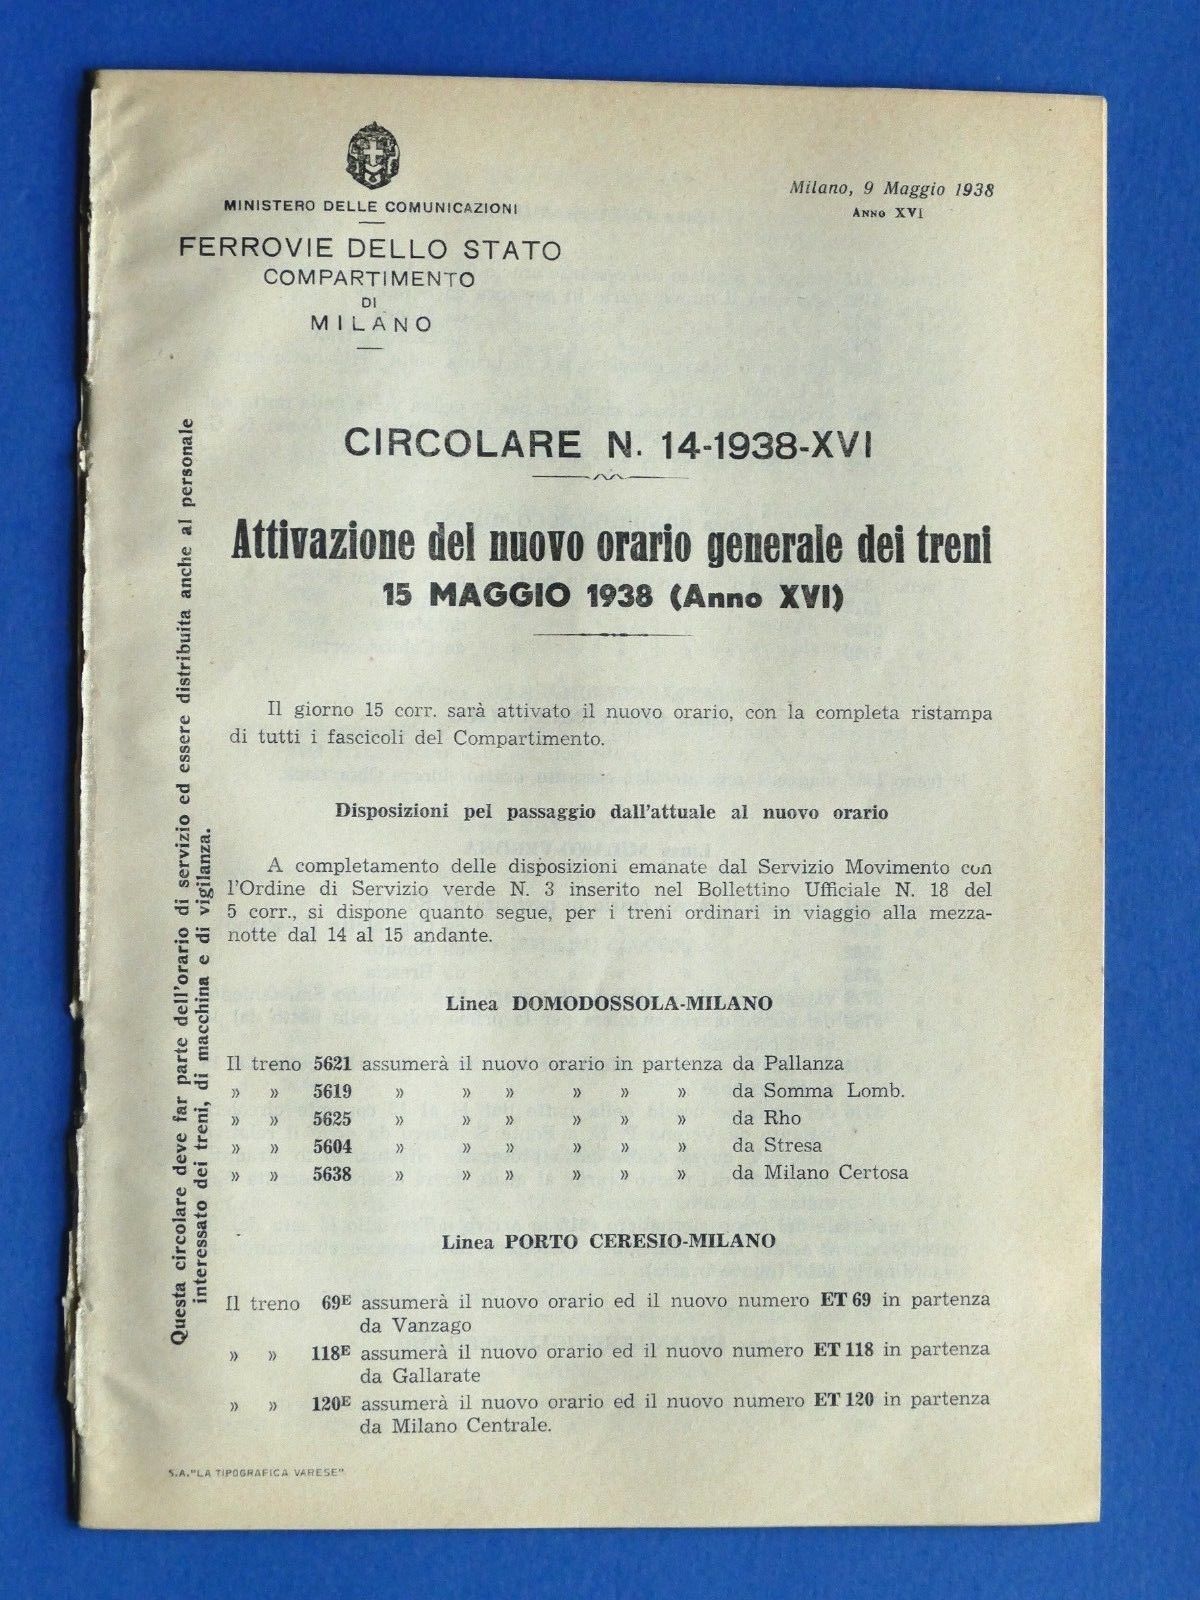 MINISTERO DELLE COMUNICAZIONI
FERROVIE DELLO STATO
COMPARTIMENTO
DI
MILANO
Milano, 9 Maggio 1938
Anno XVI
CIRCOLARE N. 14-1938-XVI
Attivazione del nuovo orario generale dei treni
15 MAGGIO 1938 (Anno XVI)
Il giorno 15 corr. sarà attivato il nuovo orario, con la completa ristampa
di tutti i fascicoli del Compartimento.
Disposizioni pel passaggio dall'attuale al nuovo orario
A completamento delle disposizioni emanate dal Servizio Movimento con
l'Ordine di Servizio verde N. 3 inserito nel Bollettino Ufficiale N. 18 del
5 corr., si dispone quanto segue, per i treni ordinari in viaggio alla mezza-
notte dal 14 al 15 andante.
Linea DOMODOSSOLA-MILANO
Il treno 5621 assumerà il nuovo orario in partenza da Pallanza
» » 5619 » » » » » » da Somma Lomb.
» » 5625 » » » » » » da Rho
» » 5604 » » » » » » da Stresa
» » 5638 » » » » » » da Milano Certosa
Linea PORTO CERESIO-MILANO
Il treno 69E assumerà il nuovo orario ed il nuovo numero ET 69 in partenza
da Vanzago
» » 118E assumerà il nuovo orario ed il nuovo numero ET 118 in partenza
da Gallarate
» » 120E assumerà il nuovo orario ed il nuovo numero ET 120 in partenza
da Milano Centrale.
S.A. "LA TIPOGRAFICA VARESE"
Questa circolare deve far parte dell'orario di servizio ed essere distribuita anche al personale
interessato dei treni, di macchina e di vigilanza.